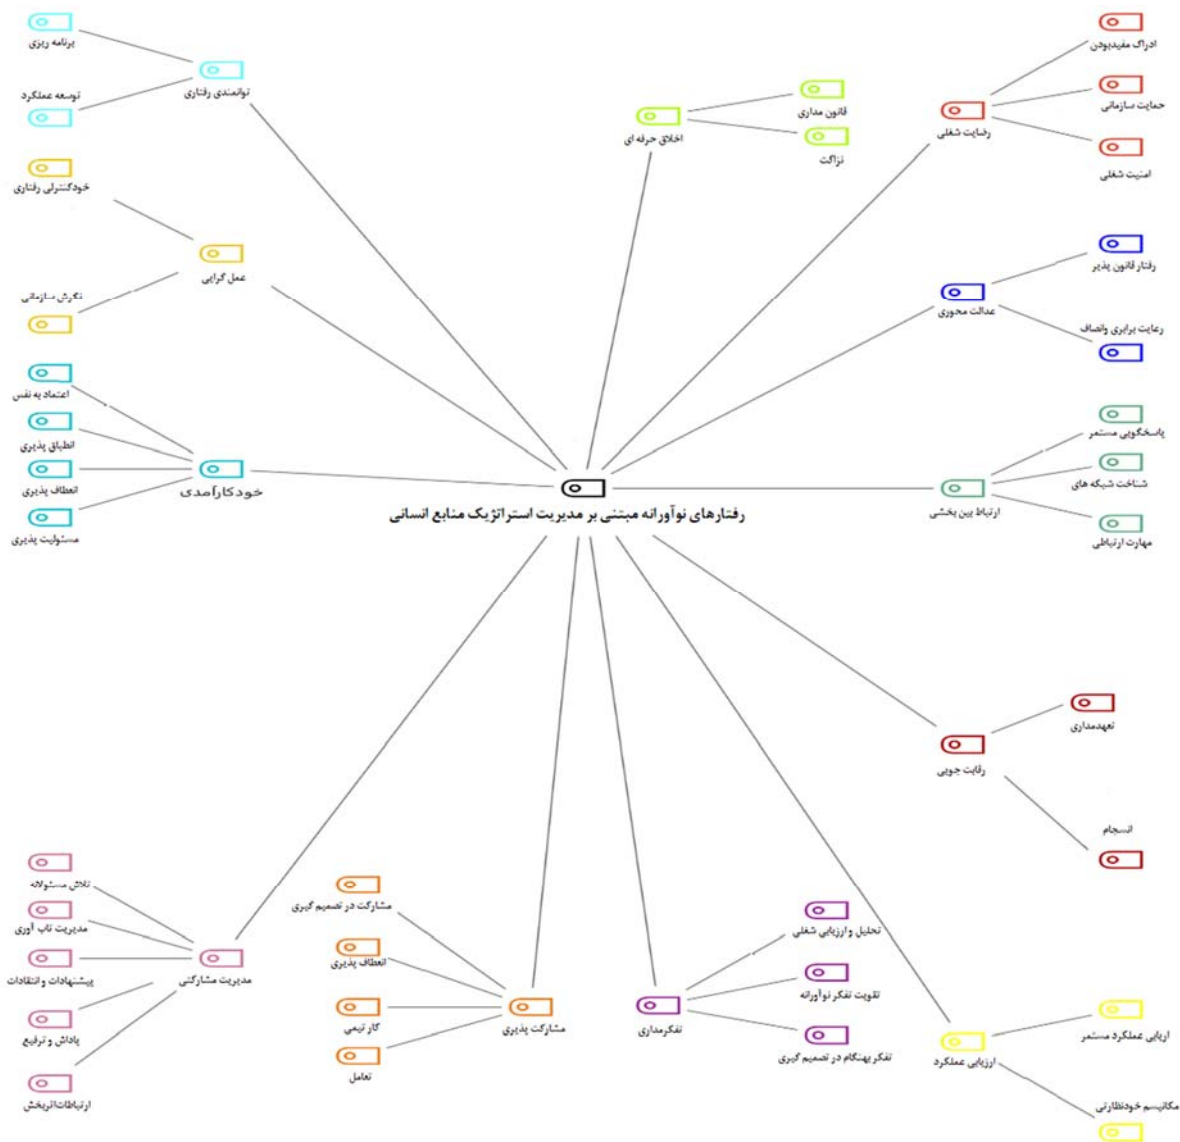 ادراک مفیدبودن
حمایت سازمانی
امنیت شغلی
رضایت شغلی
قانون مداری
نزاکت
اخلاق حرفه ای
برنامه ریزی
توسعه عملکرد
توانمندی رفتاری
خودکنترلی رفتاری
نگرش سازمانی
عمل گرایی
رفتار قانون پذیر
رعایت برابری وانصاف
عدالت محوری
اعتماد به نفس
انطباق پذیری
انعطاف پذیری
مسئولیت پذیری
خودکارآمدی
پاسخگویی مستمر
شناخت شبکه های
مهارت ارتباطی
ارتباط بین بخشی
رفتارهای نوآورانه مبتنی بر مدیریت استراتژیک منابع انسانی
تعهدمداری
انسجام
رقابت جویی
تلاش مسئولانه
مدیریت تاب آوری
پیشنهادات و انتقادات
پاداش و ترفیع
ارتباطات‌اثربخش
مدیریت مشارکتی
مشارکت در تصمیم گیری
انعطاف پذیری
کار تیمی
تعامل
مشارکت پذیری
تحلیل و ارزیابی شغلی
تقویت تفکر نوآورانه
تفکر بهنگام در تصمیم گیری
تفکرمداری
ارزیابی عملکرد
اریابی عملکرد مستمر
مکانیسم خودنظارتی